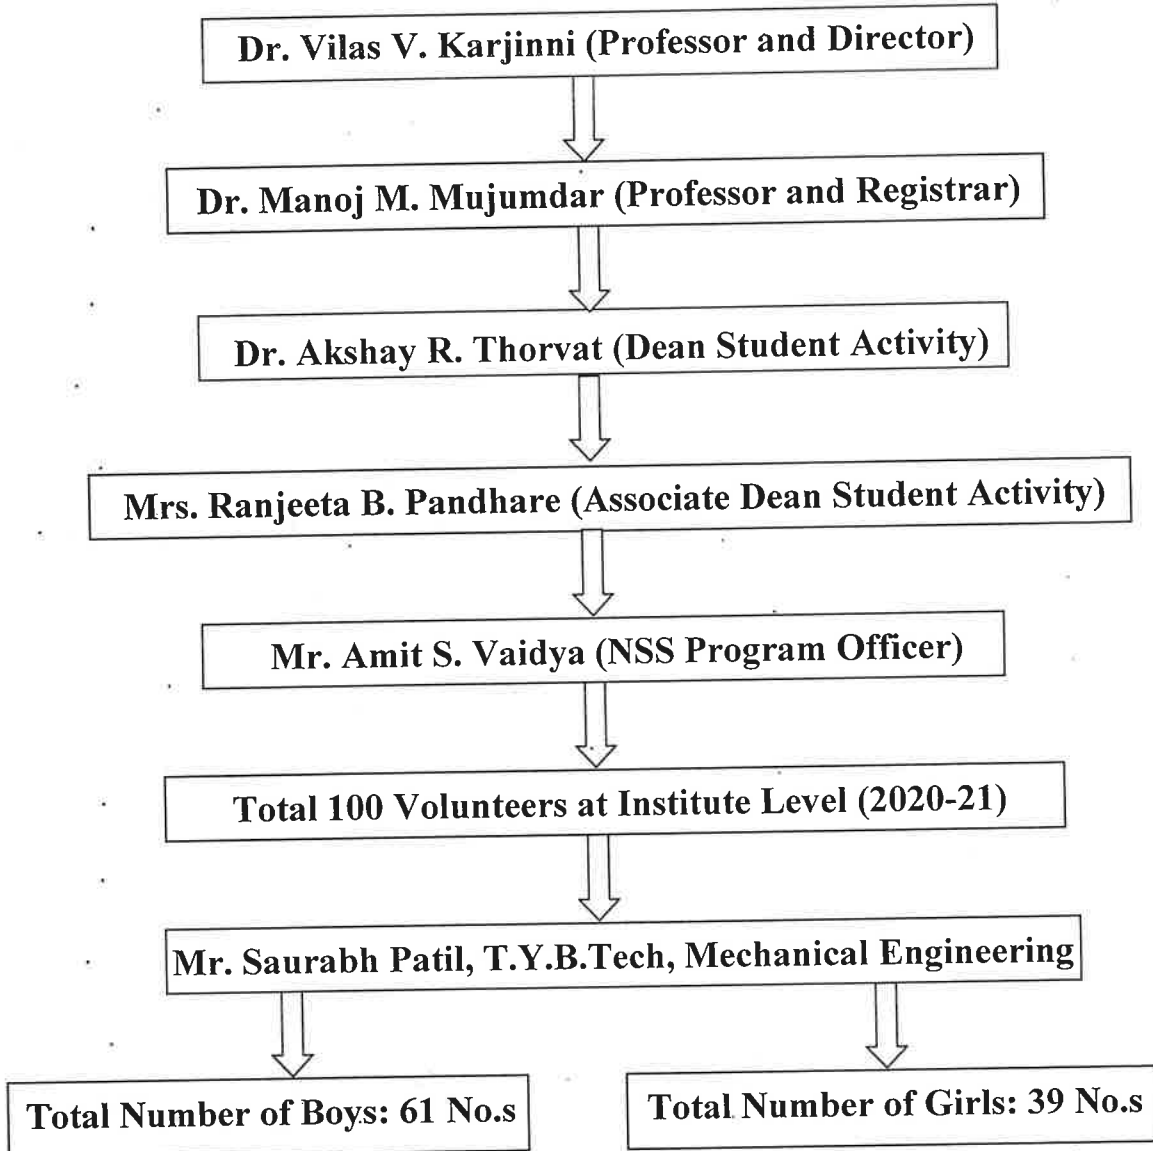 Dr. Vilas V. Karjinni (Professor and Director)
Dr. Manoj M. Mujumdar (Professor and Registrar)
Dr. Akshay R. Thorvat (Dean Student Activity)
Mrs. Ranjeeta B. Pandhare (Associate Dean Student Activity)
Mr. Amit S. Vaidya (NSS Program Officer)
Total 100 Volunteers at Institute Level (2020-21)
Mr. Saurabh Patil, T.Y.B.Tech, Mechanical Engineering
Total Number of Boys: 61 No.s
Total Number of Girls: 39 No.s